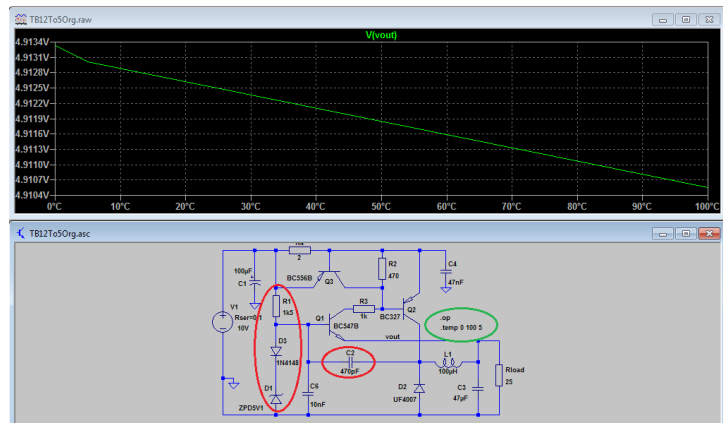 TB12To5Org.raw
V(vout)
4.9134V
4.9131V
4.9128V
4.9125V
4.9122V
4.9119V
4.9116V
4.9113V
4.9110V
4.9107V
4.9104V
0°C 10°C 20°C 30°C 40°C 50°C 60°C 70°C 80°C 90°C 100°C
TB12To5Org.asc
2
100µF
C1
BC556B
Q3
R2
470
C4
47nF
R1
1k5
V1
Rser=0.1
10V
Q1
BC547B
R3
1k
BC327
Q2
.op
.temp 0 100 5
vout
D3
1N4148
C2
470pF
L1
100µH
Rload
25
D1
ZPD5V1
C6
10nF
D2
UF4007
C3
47µF